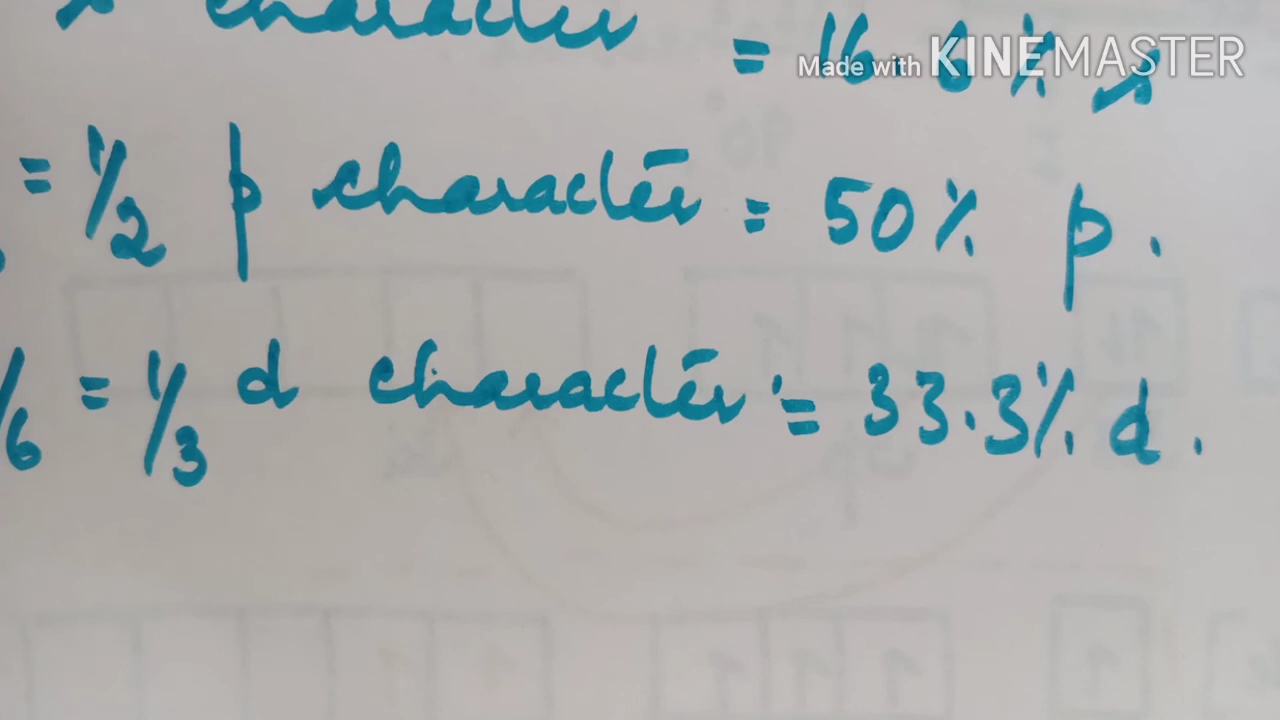 s character = 16.6% s
Made with KINEMASTER
= 1/2 p character = 50% p.
/6 = 1/3 d character = 33.3% d.